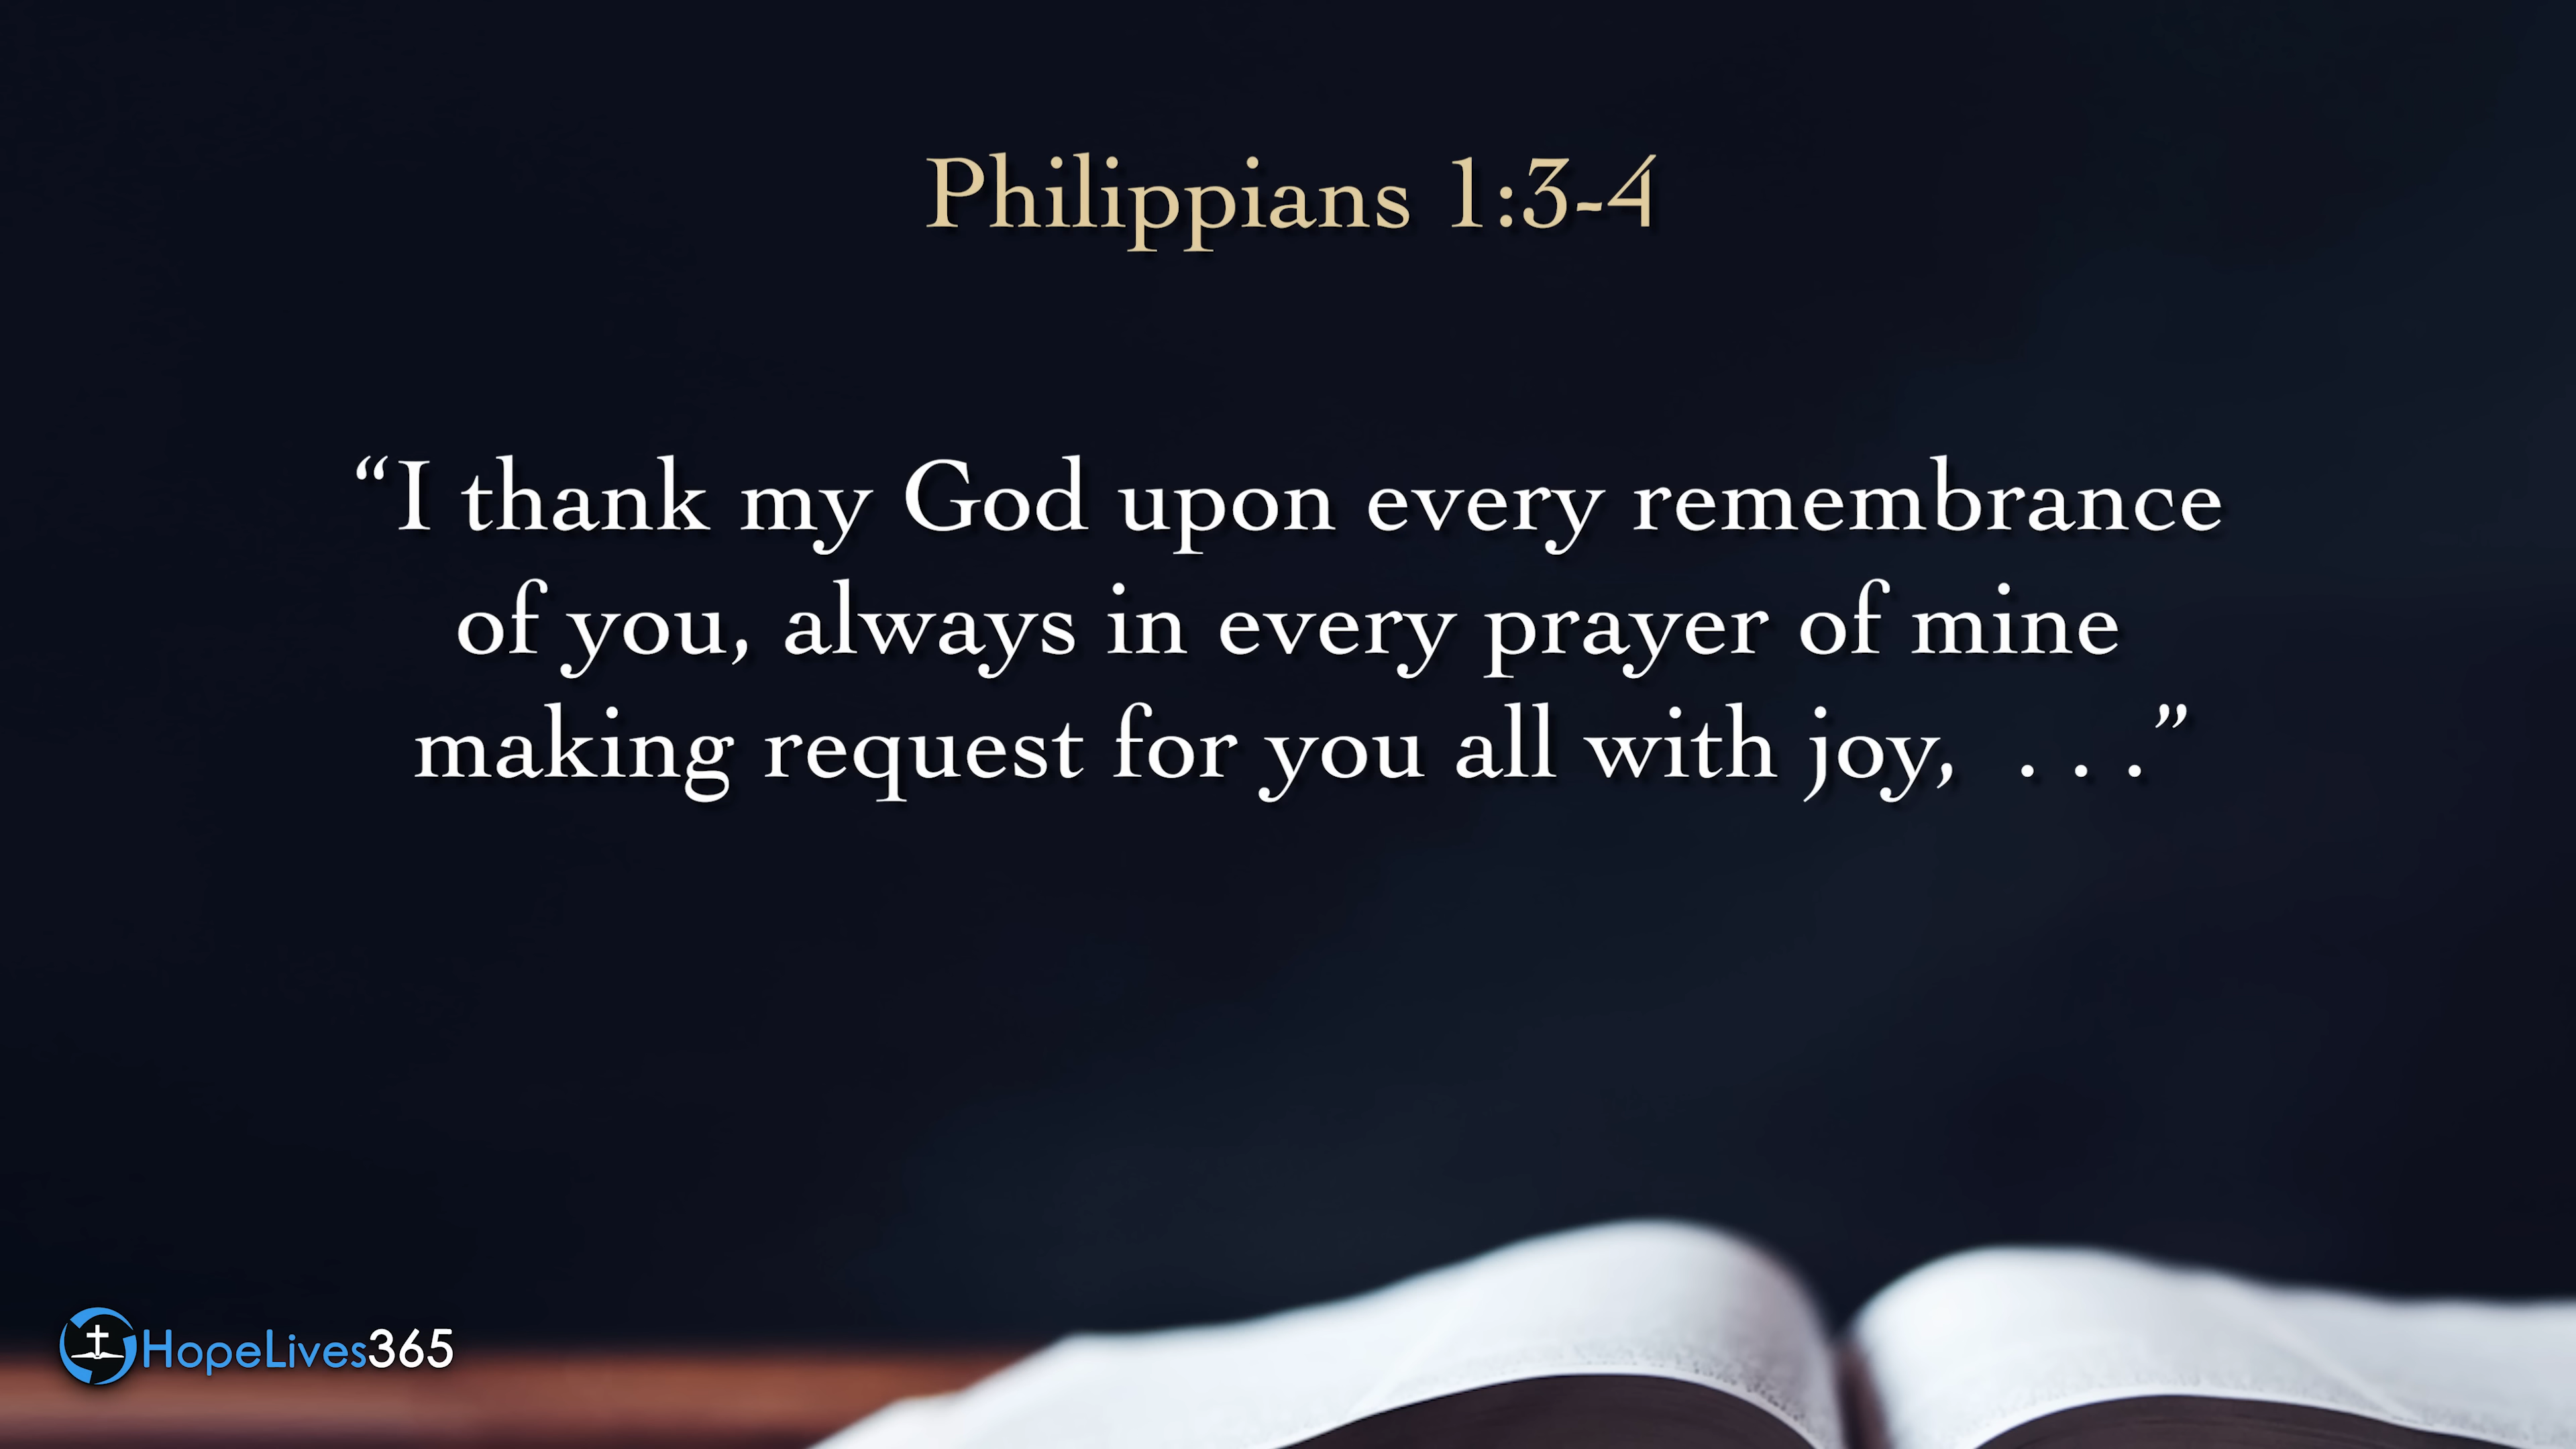 Philippians 1:3-4
“I thank my God upon every remembrance
of you, always in every prayer of mine
making request for you all with joy,  . . .”
HopeLives365